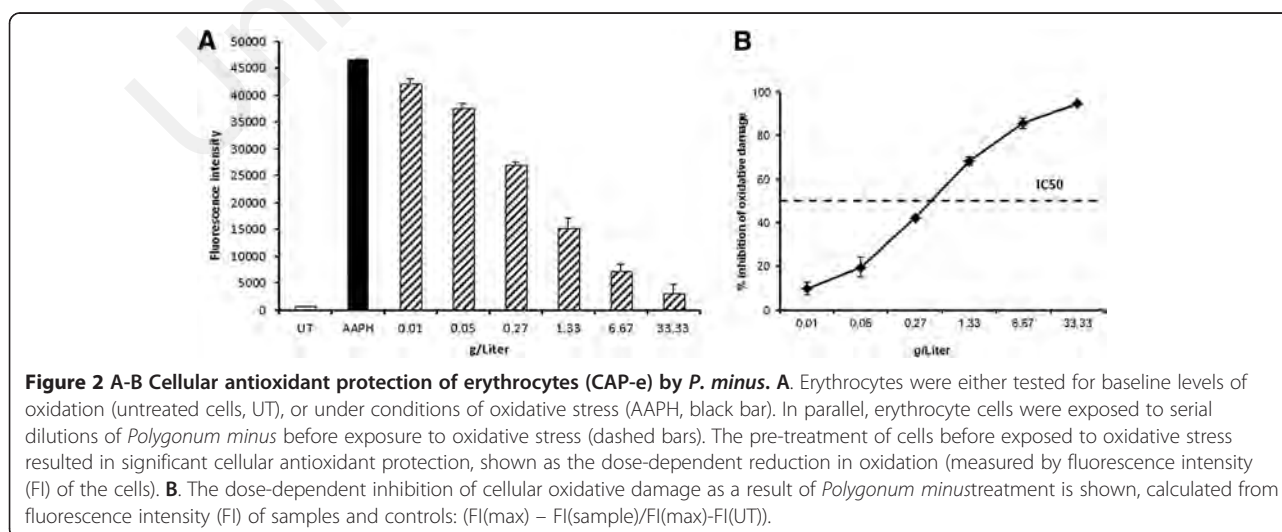 Uni
A
50000
45000
40000
35000
30000
25000
20000
15000
10000
5000
0
Fluorescence intensity
UT AAPH 0.01 0.05 0.27 1.33 6.67 33.33
g/Liter
B
100
80
60
40
20
0
% inhibition of oxidative damage
IC50
0.01 0.05 0.27 1.33 6.67 33.33
g/Liter
Figure 2 A-B Cellular antioxidant protection of erythrocytes (CAP-e) by P. minus. A. Erythrocytes were either tested for baseline levels of
oxidation (untreated cells, UT), or under conditions of oxidative stress (AAPH, black bar). In parallel, erythrocyte cells were exposed to serial
dilutions of Polygonum minus before exposure to oxidative stress (dashed bars). The pre-treatment of cells before exposed to oxidative stress
resulted in significant cellular antioxidant protection, shown as the dose-dependent reduction in oxidation (measured by fluorescence intensity
(FI) of the cells). B. The dose-dependent inhibition of cellular oxidative damage as a result of Polygonum minustreatment is shown, calculated from
fluorescence intensity (FI) of samples and controls: (FI(max) – FI(sample)/FI(max)-FI(UT)).